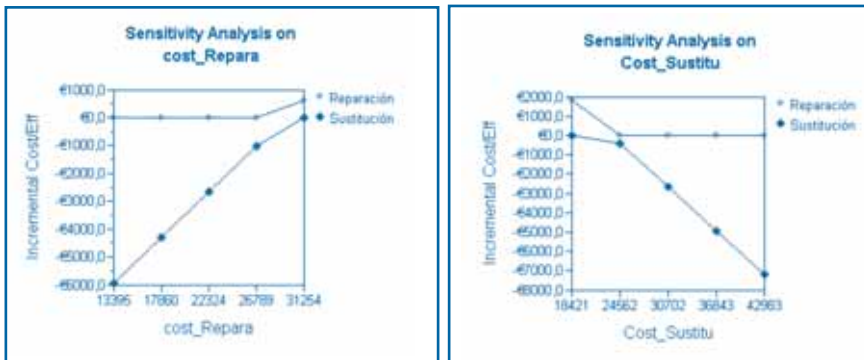 Sensitivity Analysis on
cost_Repara
€1000,0
€0,0
-€1000,0
-€2000,0
-€3000,0
-€4000,0
-€5000,0
-€6000,0
Incremental Cost/Eff
13395 17860 22324 26789 31254
cost_Repara
Reparación
Sustitución
Sensitivity Analysis on
Cost_Sustitu
€2000,0
€1000,0
€0,0
-€1000,0
-€2000,0
-€3000,0
-€4000,0
-€5000,0
-€6000,0
-€7000,0
-€8000,0
Incremental Cost/Eff
18421 24562 30702 36843 42983
Cost_Sustitu
Reparación
Sustitución